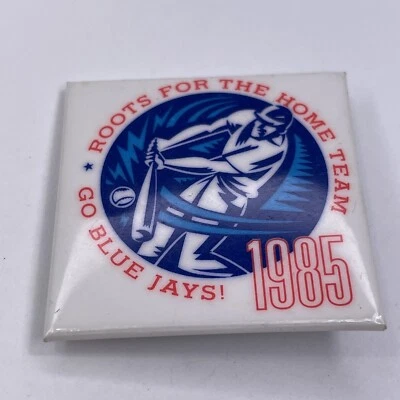 ★ ROOTS FOR THE HOME TEAM
GO BLUE JAYS!
1985